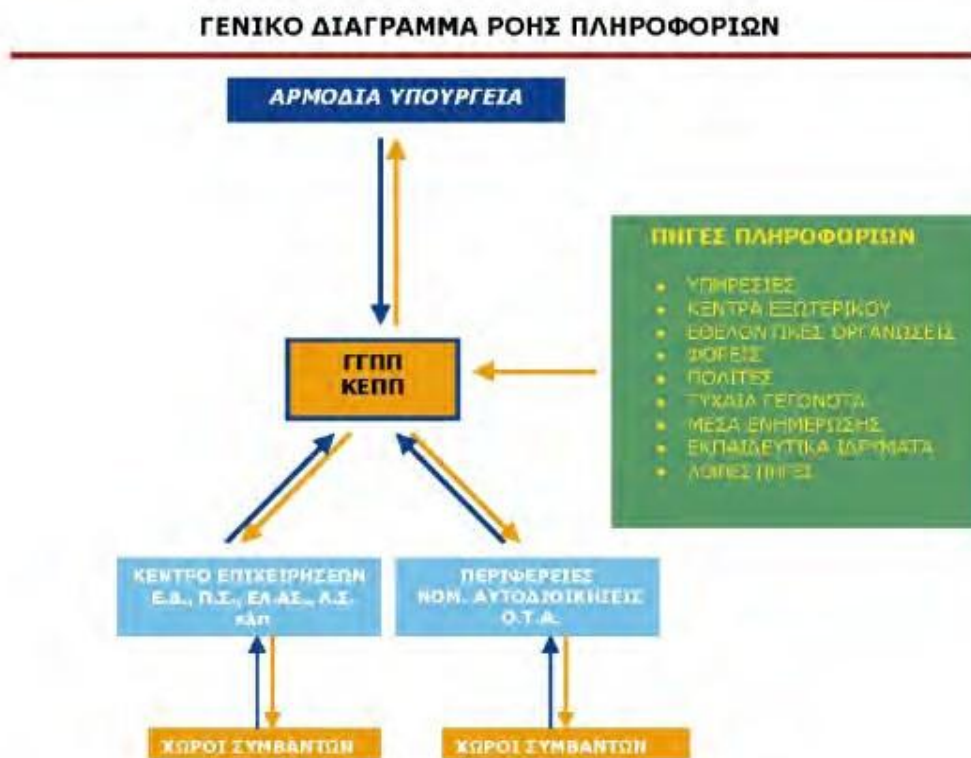 ΓΕΝΙΚΟ ΔΙΑΓΡΑΜΜΑ ΡΟΗΣ ΠΛΗΡΟΦΟΡΙΩΝ
ΑΡΜΟΔΙΑ ΥΠΟΥΡΓΕΙΑ
ΠΗΓΕΣ ΠΛΗΡΟΦΟΡΙΩΝ
• ΥΠΗΡΕΣΙΕΣ
• ΚΕΝΤΡΑ ΕΞΩΤΕΡΙΚΟΥ
• ΕΘΕΛΟΝΤΙΚΕΣ ΟΡΓΑΝΩΣΕΙΣ
• ΦΟΡΕΙΣ
• ΠΟΛΙΤΕΣ
• ΤΥΧΑΙΑ ΓΕΓΟΝΟΤΑ
• ΜΕΣΑ ΕΝΗΜΕΡΩΣΗΣ
• ΕΚΠΑΙΔΕΥΤΙΚΑ ΙΔΡΥΜΑΤΑ
• ΛΟΙΠΕΣ ΠΗΓΕΣ
ΓΓΠΠ
ΚΕΠΠ
ΚΕΝΤΡΟ ΕΠΙΧΕΙΡΗΣΕΩΝ
Ε.Θ., Π.Σ., ΕΛ-ΑΣ., Λ.Σ.
κλπ
ΠΕΡΙΦΕΡΕΙΕΣ
ΝΟΜ. ΑΥΤΟΔΙΟΙΚΗΣΕΙΣ
Ο.Τ.Α.
ΧΩΡΟΙ ΣΥΜΒΑΝΤΩΝ
ΧΩΡΟΙ ΣΥΜΒΑΝΤΩΝ